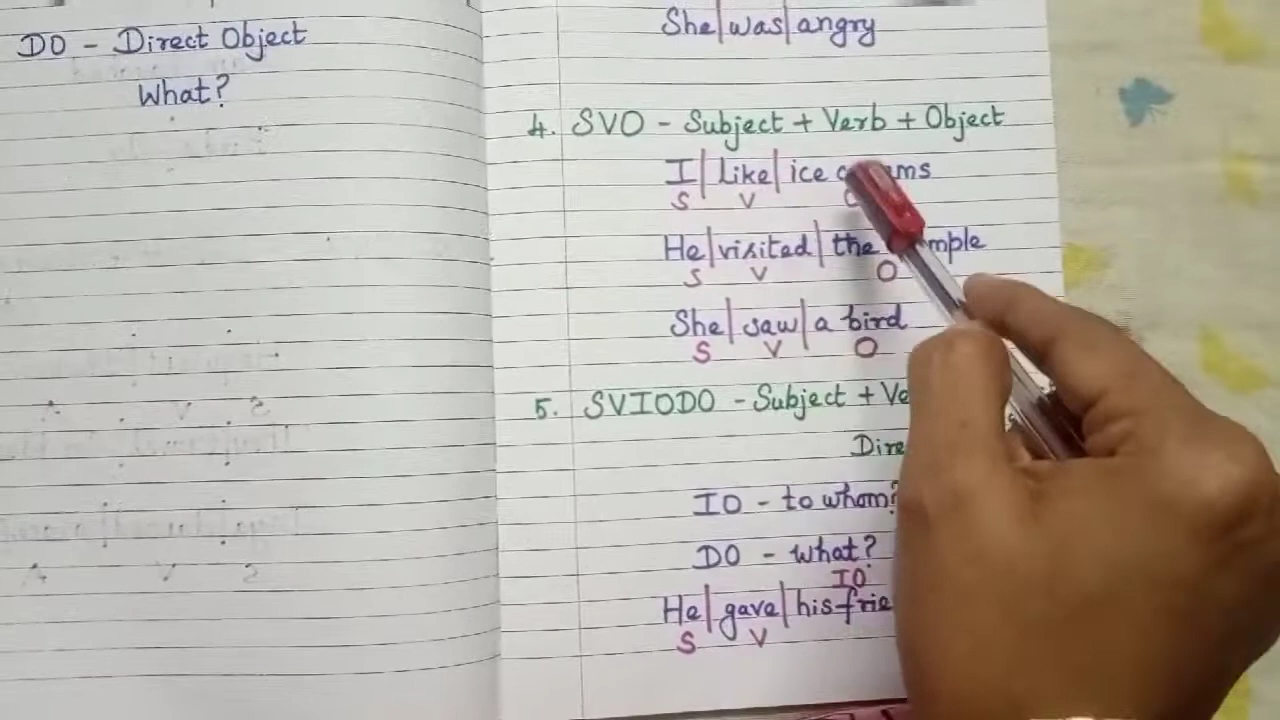 DO - Direct Object
What?
She|was|angry
4. SVO - Subject + Verb + Object
I| like| ice
S V
He|visited|the
S V O
She|saw|a bird
S V O
5. SVIODO - Subject +
IO - to whom?
DO - what?
IO
He|gave|his
S V